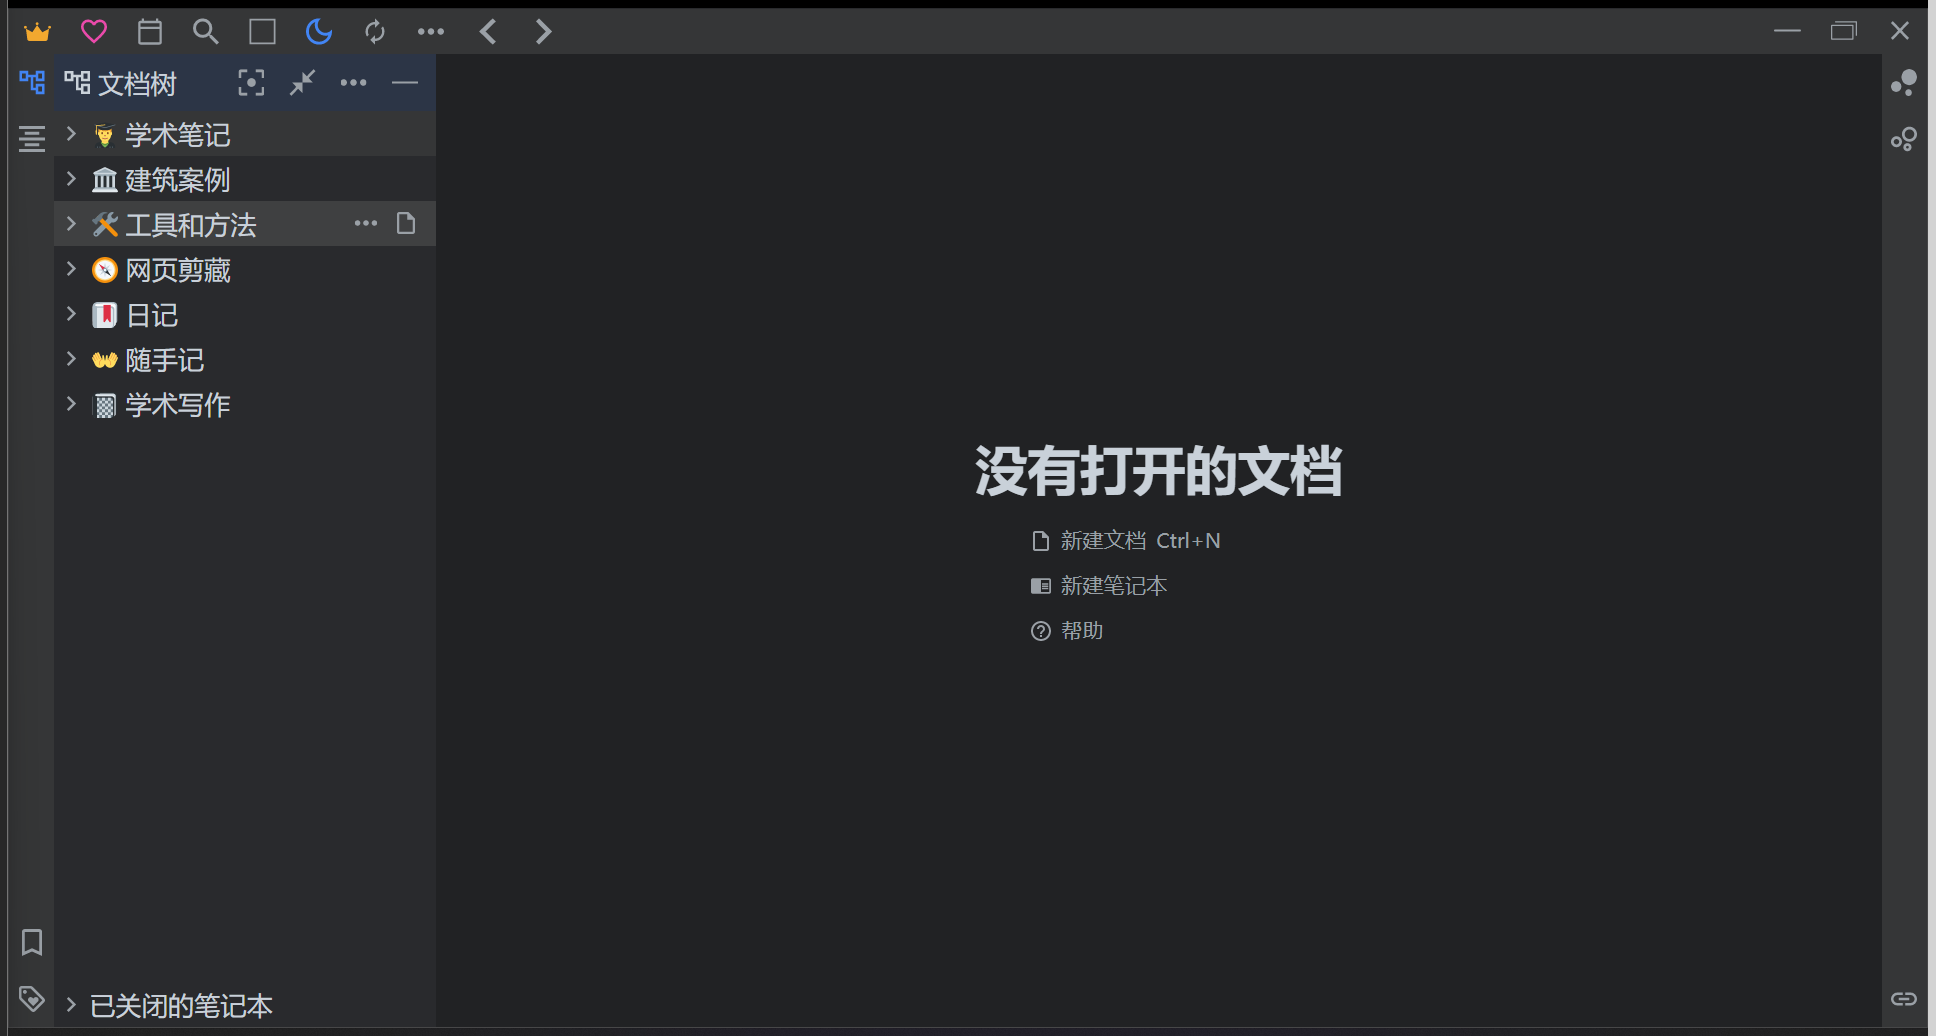 文档树
学术笔记
建筑案例
工具和方法
网页剪藏
日记
随手记
学术写作
已关闭的笔记本
没有打开的文档
新建文档 Ctrl+N
新建笔记本
帮助